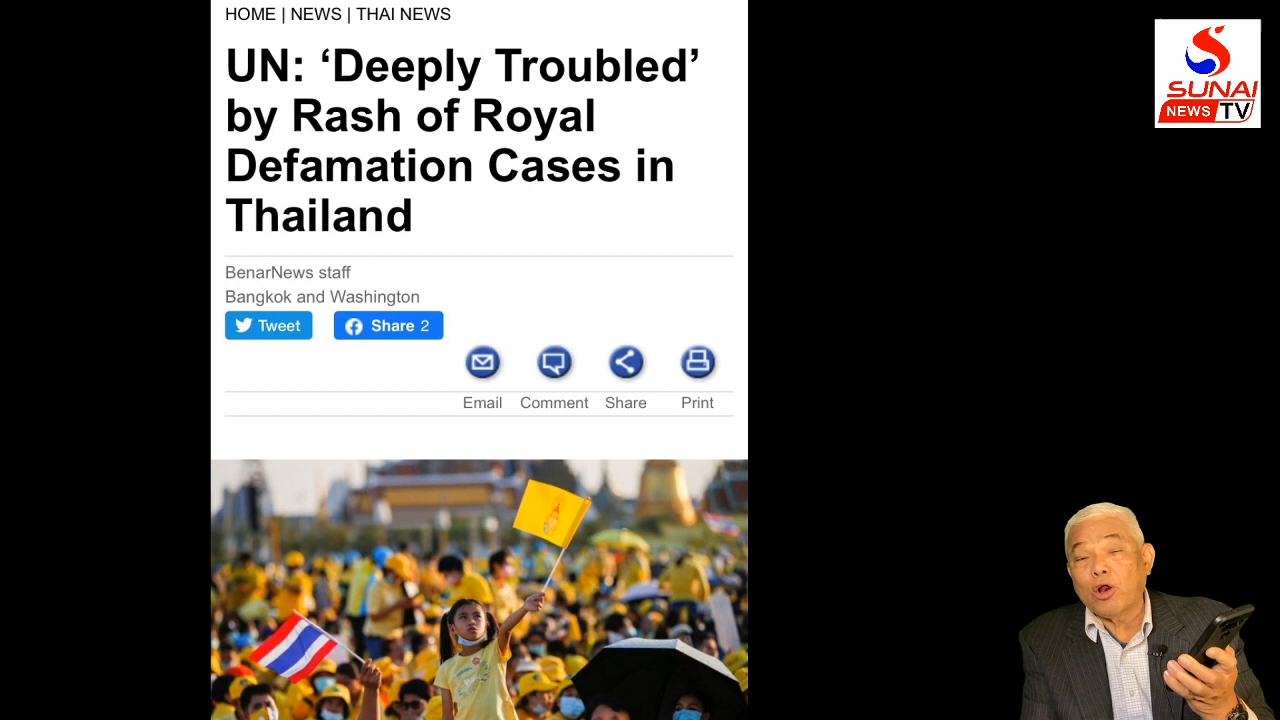 HOME | NEWS | THAI NEWS
UN: ‘Deeply Troubled’
by Rash of Royal
Defamation Cases in
Thailand
BenarNews staff
Bangkok and Washington
Tweet
Share 2
Email Comment Share Print
SUNAI
NEWS TV